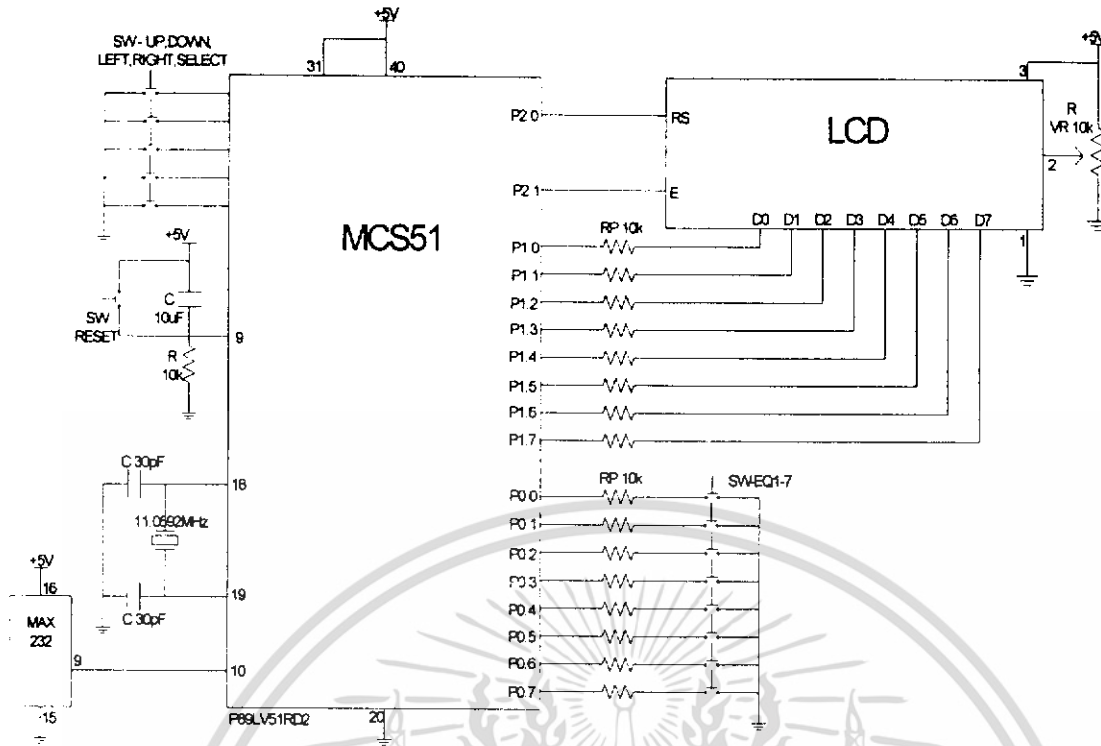 +5V
SW - UP,DOWN,
LEFT,RIGHT,SELECT
31
40
+5V
3
P2.0
RS
LCD
R
VR 10k
2
P2.1
E
MCS51
D0 D1 D2 D3 D4 D5 D6 D7
1
+5V
C
10uF
SW
RESET
9
R
10k
RP 10k
P1.0
P1.1
P1.2
P1.3
P1.4
P1.5
P1.6
P1.7
C 30pF
18
11.0592MHz
19
C 30pF
RP 10k
SW-EQ1-7
P0.0
P0.1
P0.2
P0.3
P0.4
P0.5
P0.6
P0.7
+5V
16
MAX
232
9
10
15
P89LV51RD2
20